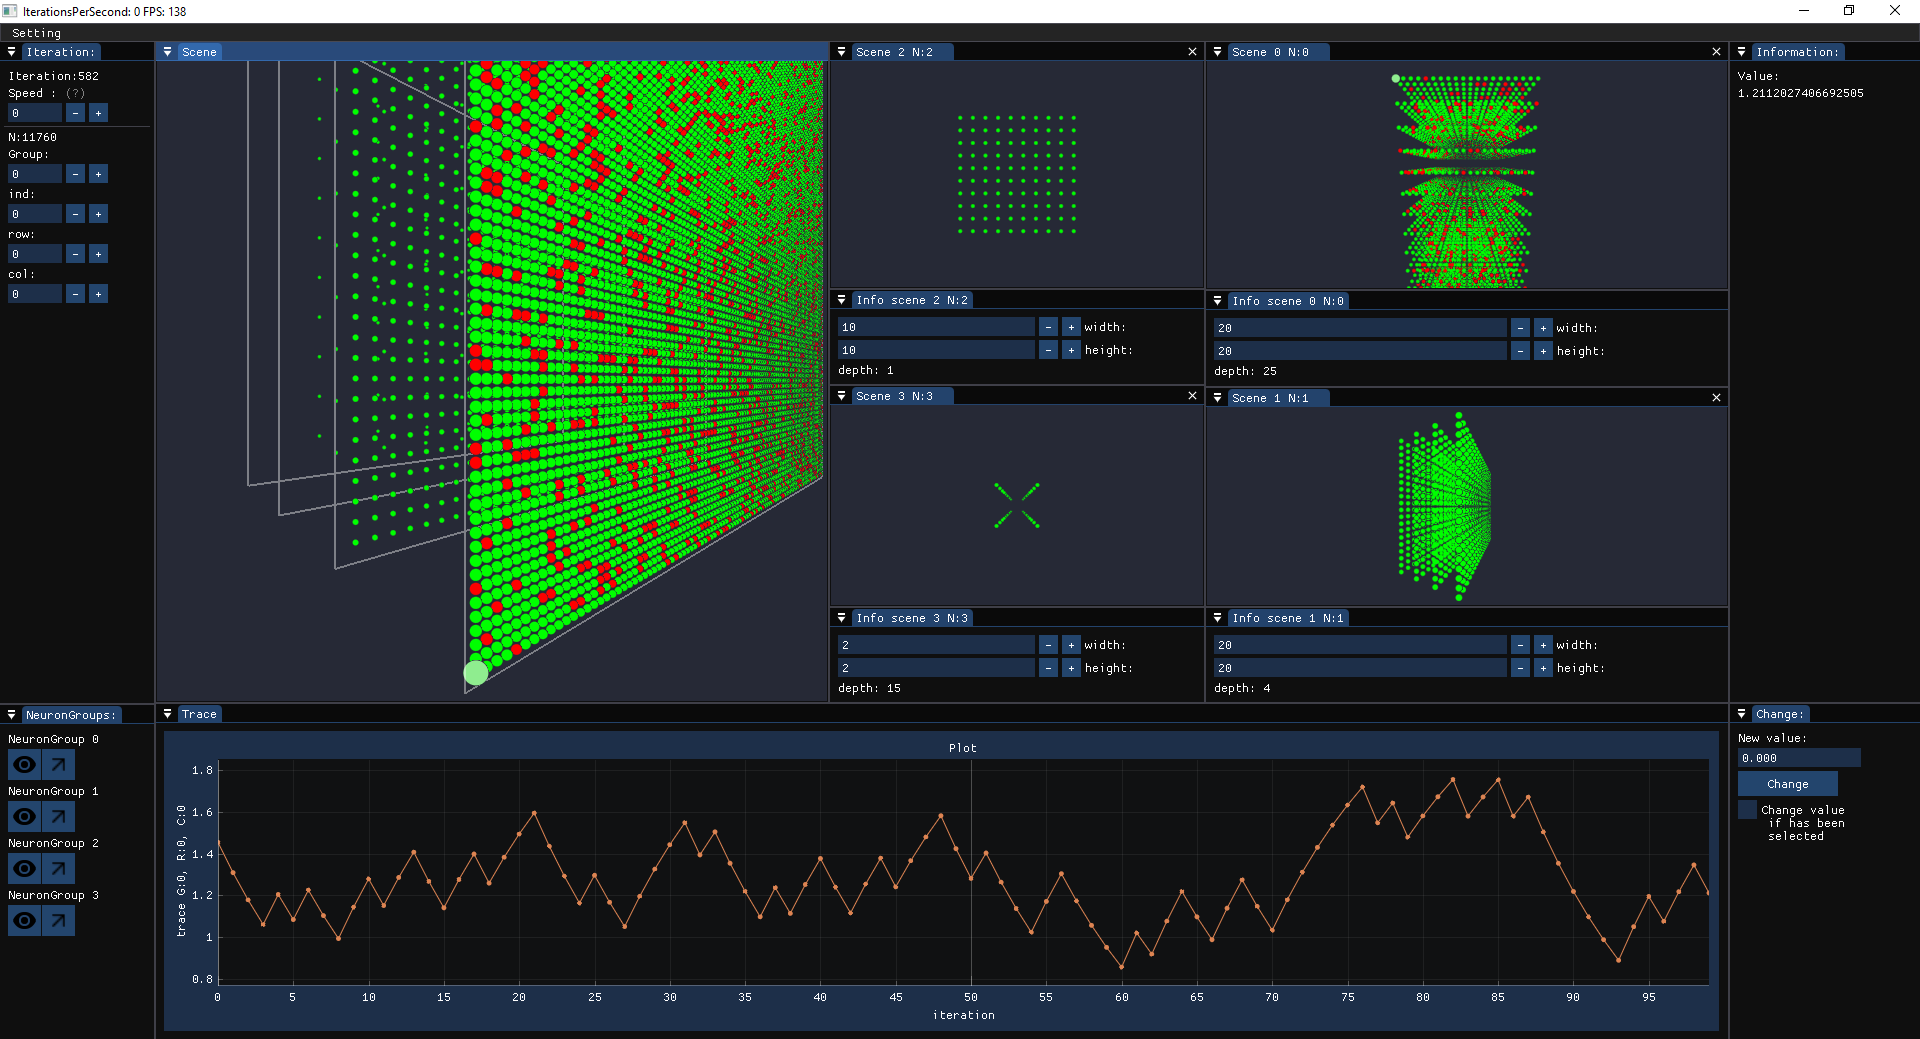 IterationsPerSecond: 0 FPS: 138
Setting
Iteration:
Iteration:582
Speed : (?)
0 - +
N:11760
Group:
0 - +
ind:
0 - +
row:
0 - +
col:
0 - +
Scene
Scene 2 N:2
Info scene 2 N:2
10 - + width:
10 - + height:
depth: 1
Scene 3 N:3
Info scene 3 N:3
2 - + width:
2 - + height:
depth: 15
Scene 0 N:0
Info scene 0 N:0
20 - + width:
20 - + height:
depth: 25
Scene 1 N:1
Info scene 1 N:1
20 - + width:
20 - + height:
depth: 4
Information:
Value:
1.2112027406692505
NeuronGroups:
NeuronGroup 0
NeuronGroup 1
NeuronGroup 2
NeuronGroup 3
Trace
Plot
trace G:0, R:0, C:0
1.8
1.6
1.4
1.2
1
0.8
0 5 10 15 20 25 30 35 40 45 50 55 60 65 70 75 80 85 90 95
iteration
Change:
New value:
0.000
Change
Change value
if has been
selected